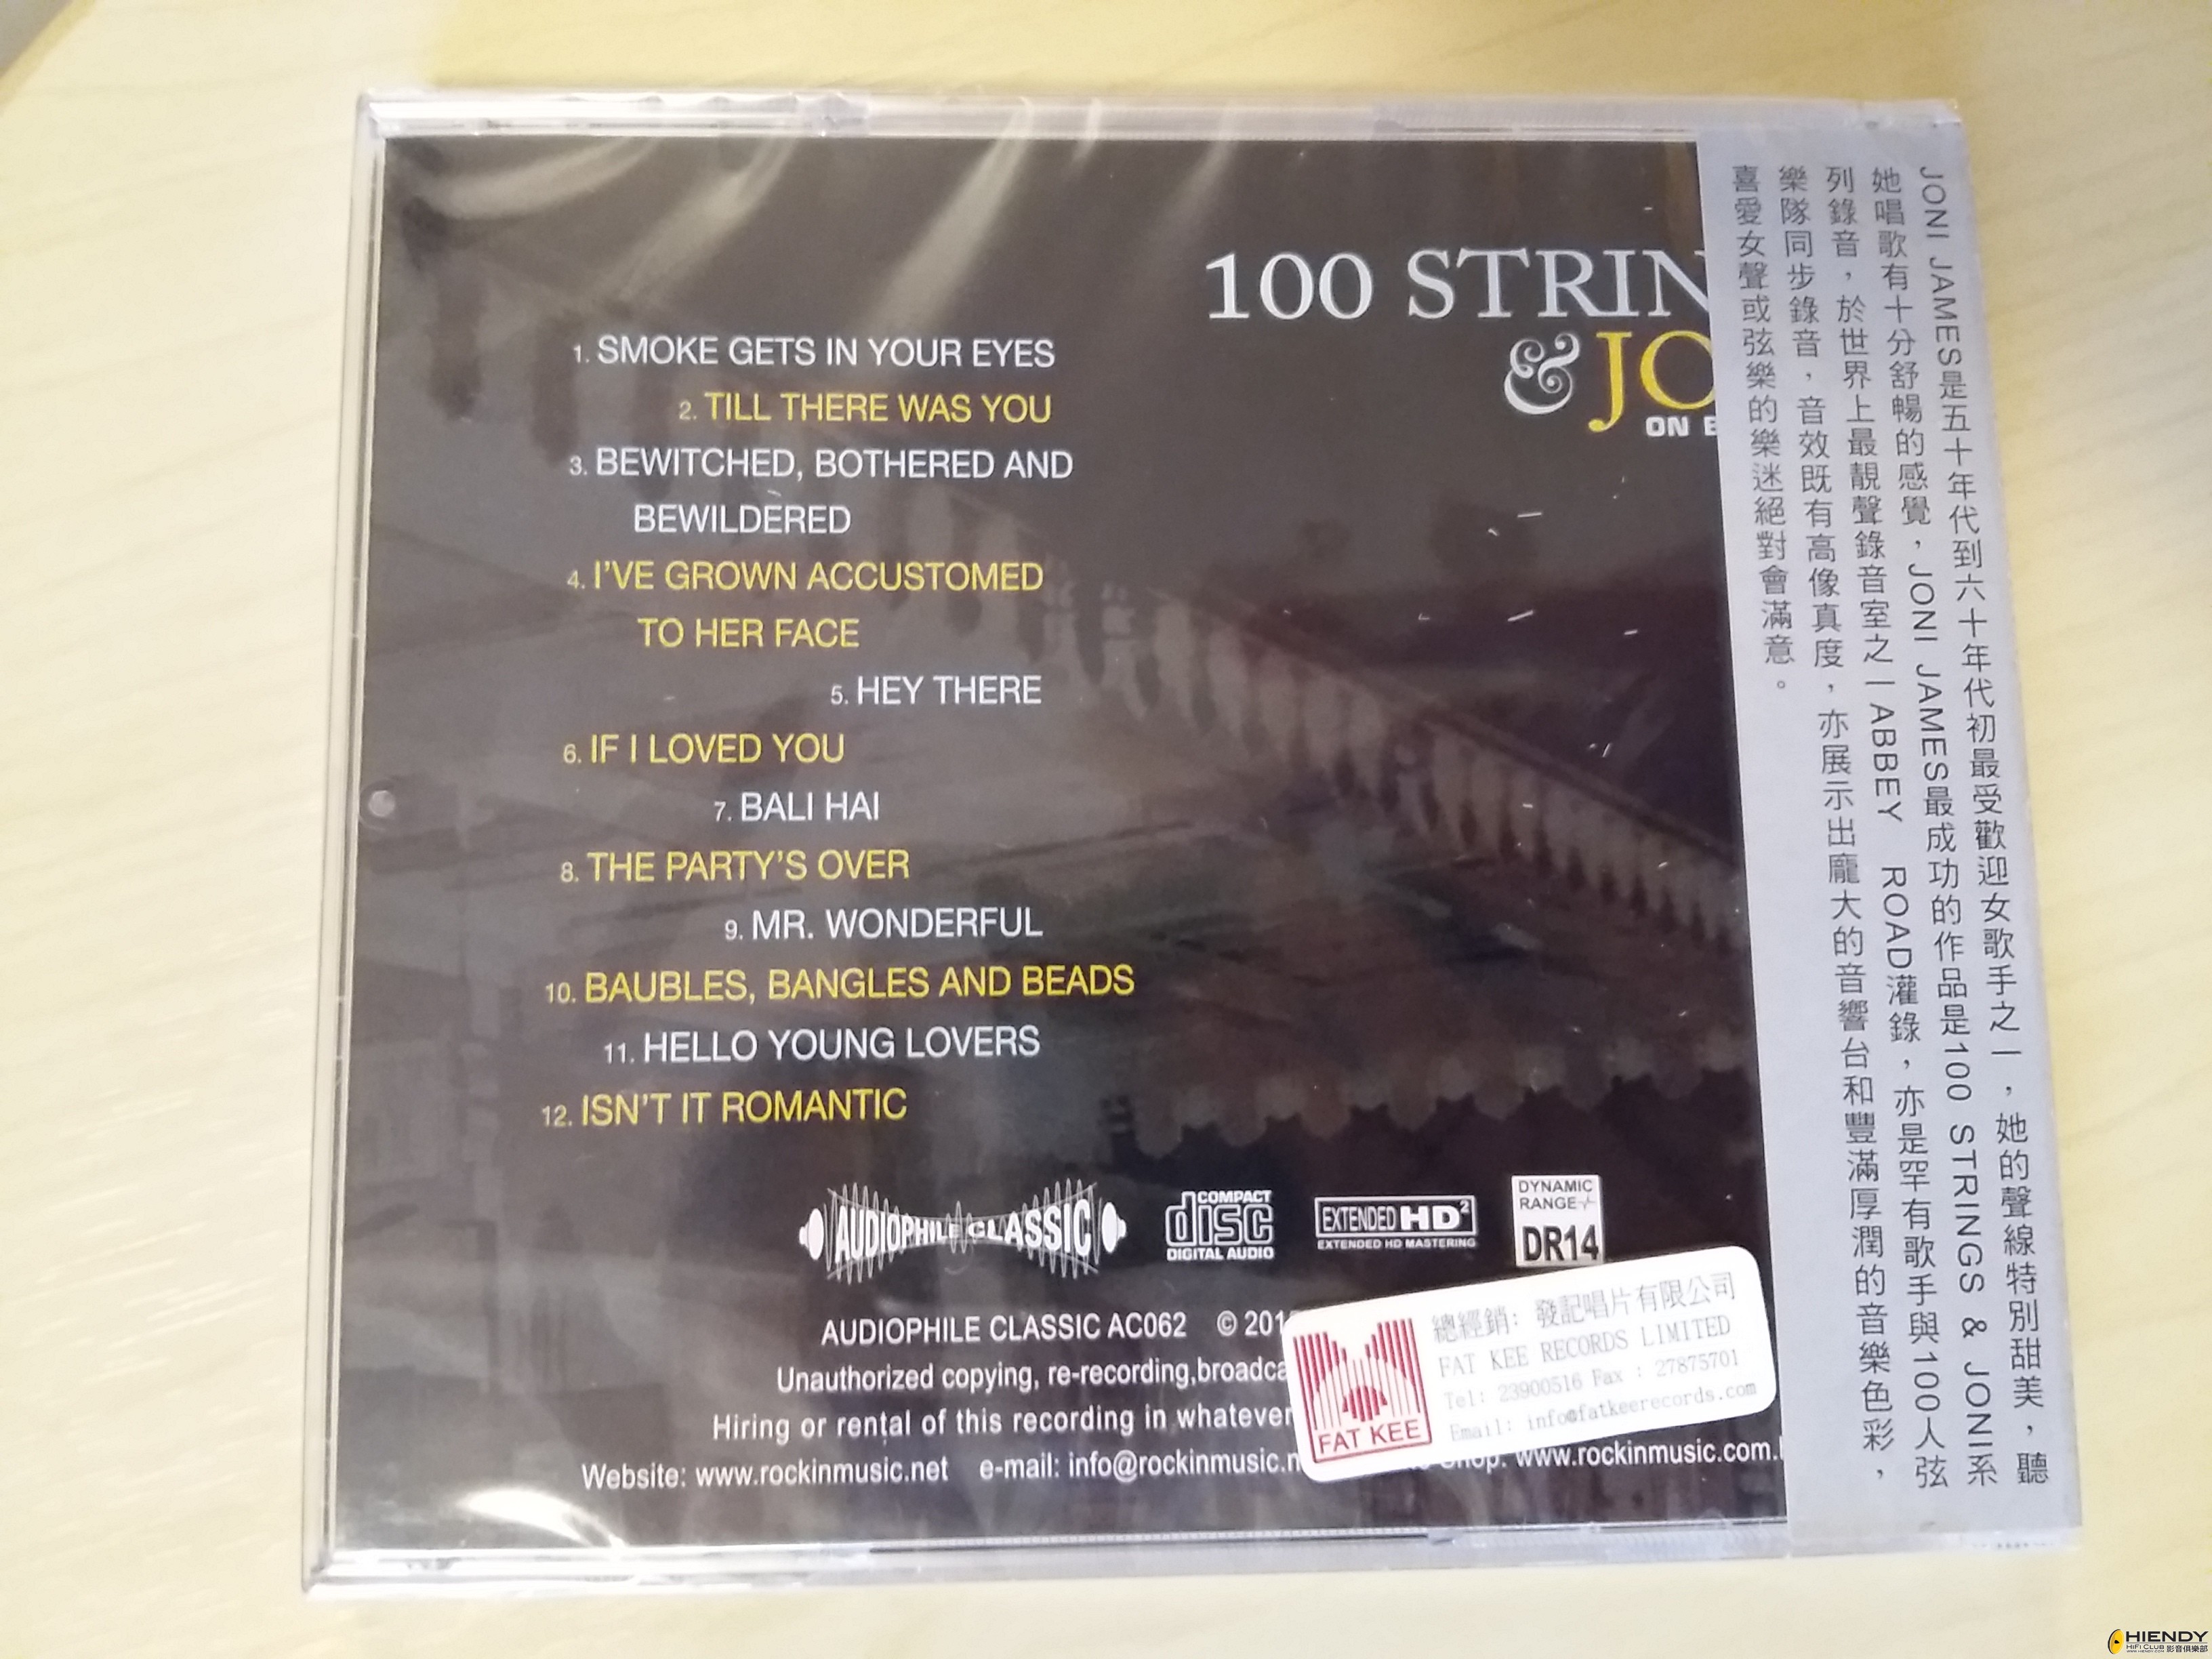 100 STRIN
& JO
ON
1. SMOKE GETS IN YOUR EYES
2. TILL THERE WAS YOU
3. BEWITCHED, BOTHERED AND
BEWILDERED
4. I'VE GROWN ACCUSTOMED
TO HER FACE
5. HEY THERE
6. IF I LOVED YOU
7. BALI HAI
8. THE PARTY'S OVER
9. MR. WONDERFUL
10. BAUBLES, BANGLES AND BEADS
11. HELLO YOUNG LOVERS
12. ISN'T IT ROMANTIC
AUDIOPHILE CLASSIC
COMPACT
disc
DIGITAL AUDIO
EXTENDED HD2
EXTENDED HD MASTERING
DYNAMIC
RANGE
DR14
AUDIOPHILE CLASSIC AC062 © 201
Unauthorized copying, re-recording,broadca
Hiring or rental of this recording in whatever
Website: www.rockinmusic.net e-mail: info@rockinmusic.n Shop: www.rockinmusic.com.
總經銷: 發記唱片有限公司
FAT KEE RECORDS LIMITED
Tel: 23900516 Fax : 27875701
Email: info@fatkeerecords.com
FAT KEE
JONI JAMES是五十年代到六十年代初最受歡迎女歌手之一，她的聲線特別甜美，聽
她唱歌有十分舒暢的感覺，JONI JAMES最成功的作品是100 STRINGS & JONI系
列錄音，於世界上最靚聲錄音室之一ABBEY ROAD灌錄，亦是罕有歌手與100人弦
樂隊同步錄音，音效既有高像真度，亦展示出龐大的音響台和豐滿厚潤的音樂色彩，
喜愛女聲或弦樂的樂迷絕對會滿意。
HIENDY
HiFi Club 影音俱樂部